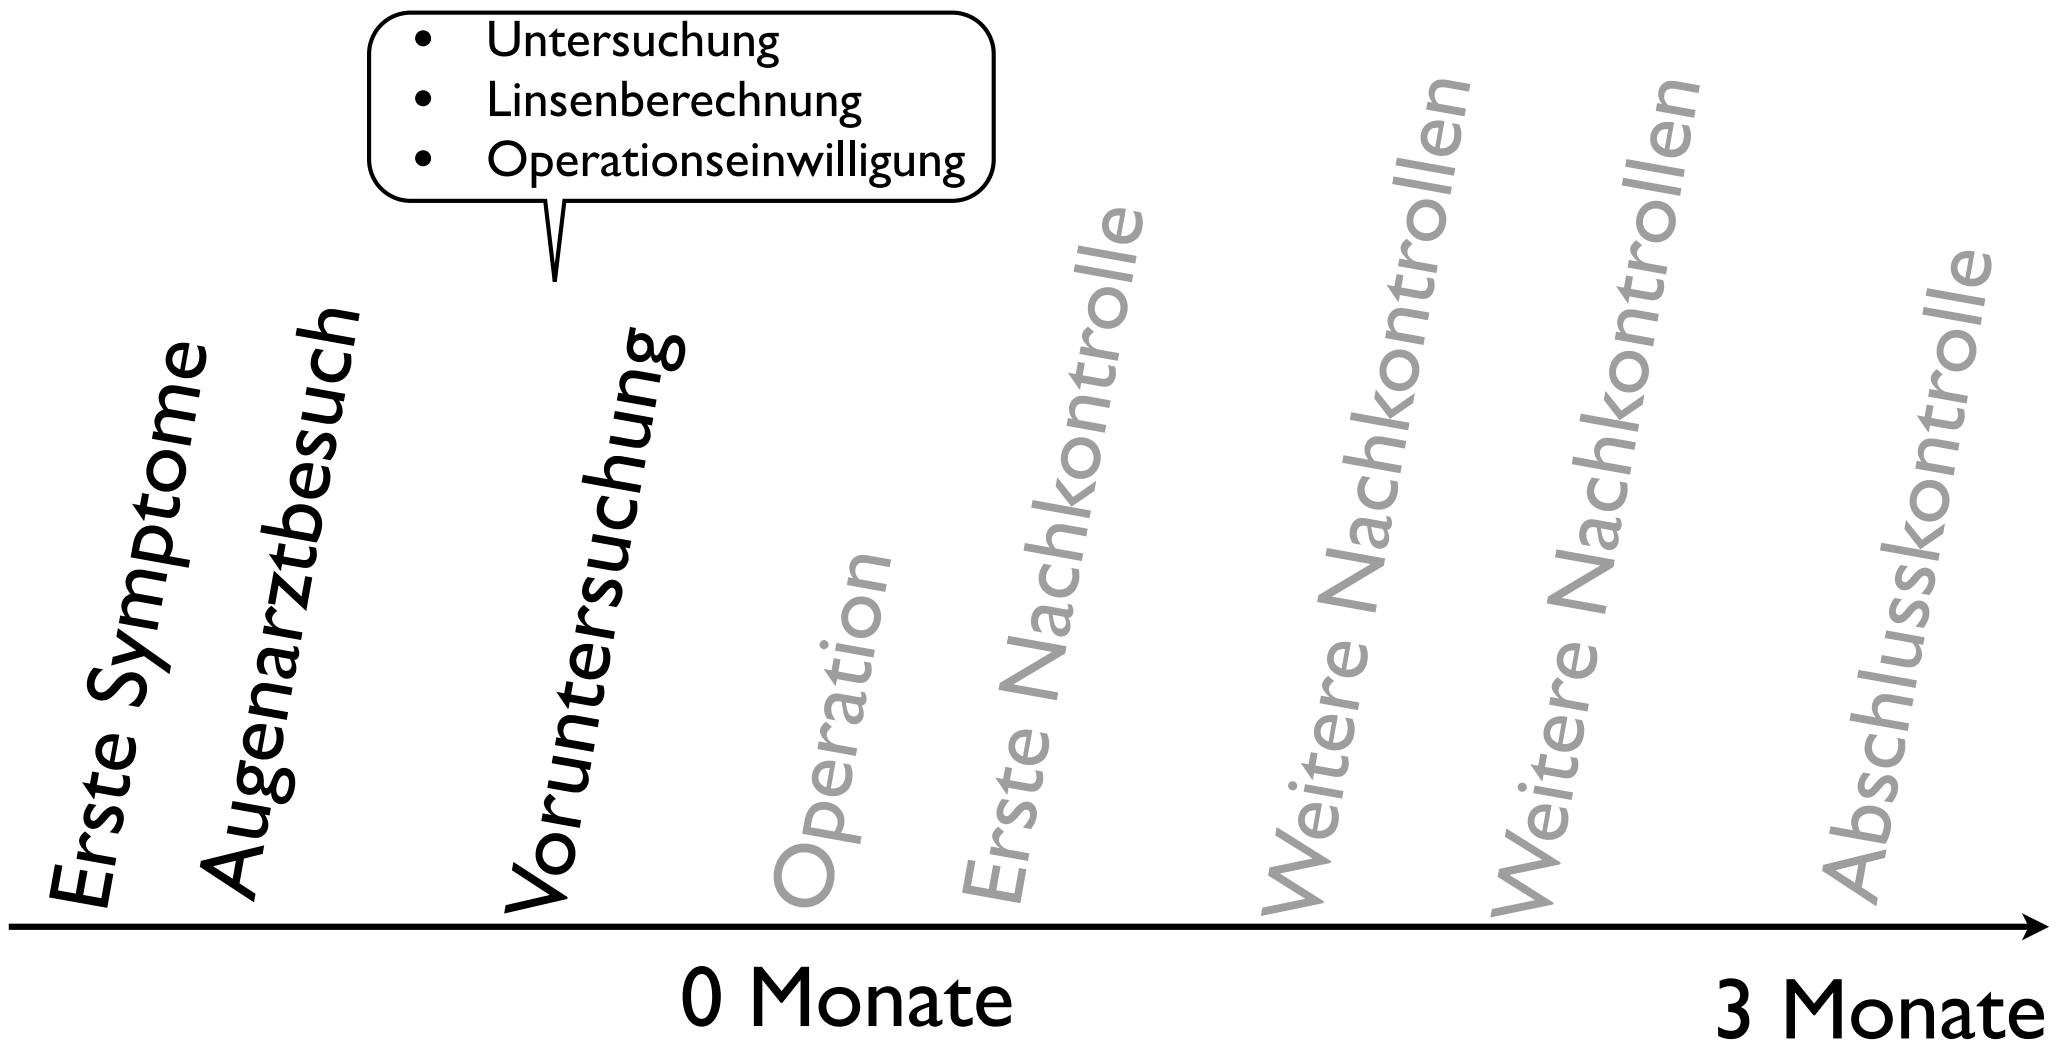 • Untersuchung
• Linsenberechnung
• Operationseinwilligung
Erste Symptome
Augenarztbesuch
Voruntersuchung
Operation
Erste Nachkontrolle
Weitere Nachkontrollen
Weitere Nachkontrollen
Abschlusskontrolle
0 Monate
3 Monate